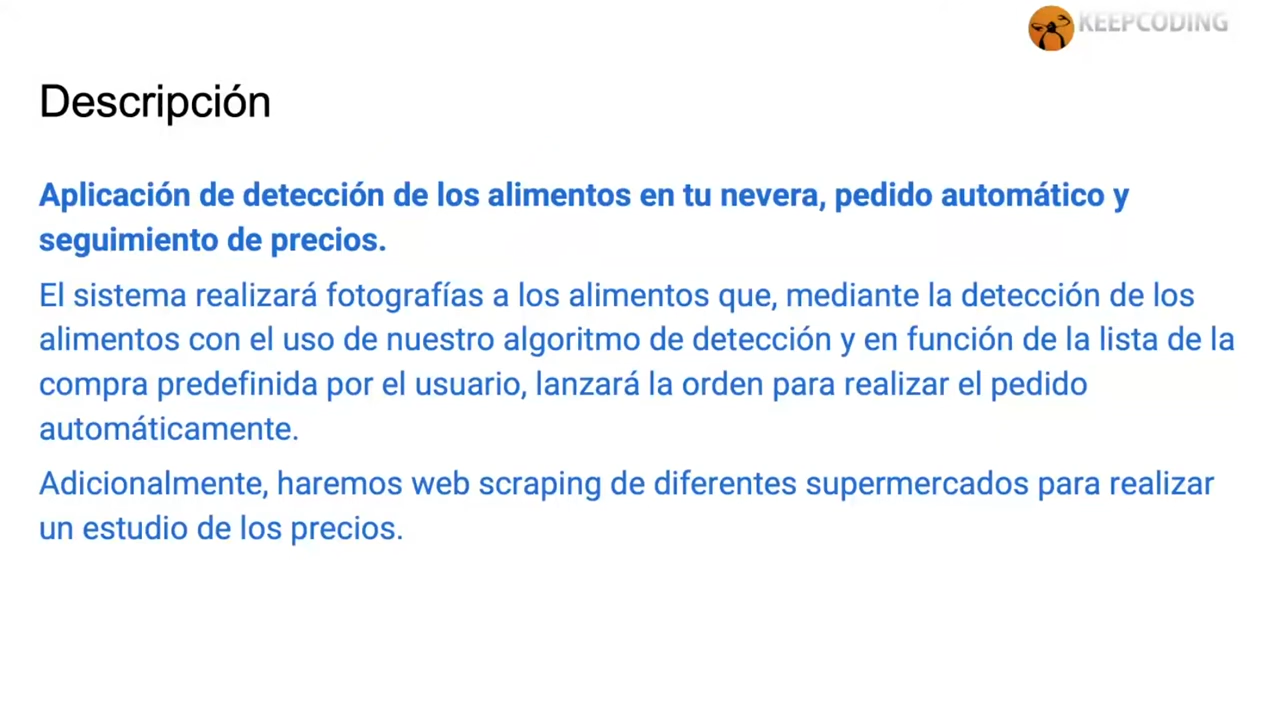 KEEPCODING
Descripción
Aplicación de detección de los alimentos en tu nevera, pedido automático y
seguimiento de precios.
El sistema realizará fotografías a los alimentos que, mediante la detección de los
alimentos con el uso de nuestro algoritmo de detección y en función de la lista de la
compra predefinida por el usuario, lanzará la orden para realizar el pedido
automáticamente.
Adicionalmente, haremos web scraping de diferentes supermercados para realizar
un estudio de los precios.